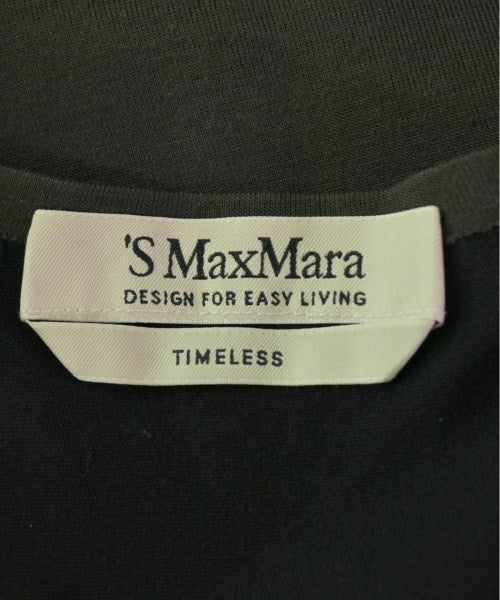 'S MaxMara
DESIGN FOR EASY LIVING
TIMELESS